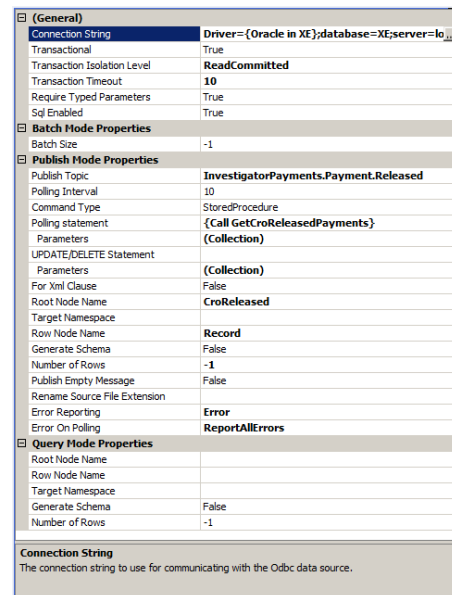 (General)
Connection String Driver={Oracle in XE};database=XE;server=lo ...
Transactional True
Transaction Isolation Level ReadCommitted
Transaction Timeout 10
Require Typed Parameters True
Sql Enabled True
Batch Mode Properties
Batch Size -1
Publish Mode Properties
Publish Topic InvestigatorPayments.Payment.Released
Polling Interval 10
Command Type StoredProcedure
Polling statement {Call GetCroReleasedPayments}
Parameters (Collection)
UPDATE/DELETE Statement
Parameters (Collection)
For Xml Clause False
Root Node Name CroReleased
Target Namespace
Row Node Name Record
Generate Schema False
Number of Rows -1
Publish Empty Message False
Rename Source File Extension
Error Reporting Error
Error On Polling ReportAllErrors
Query Mode Properties
Root Node Name
Row Node Name
Target Namespace
Generate Schema False
Number of Rows -1
Connection String
The connection string to use for communicating with the Odbc data source.